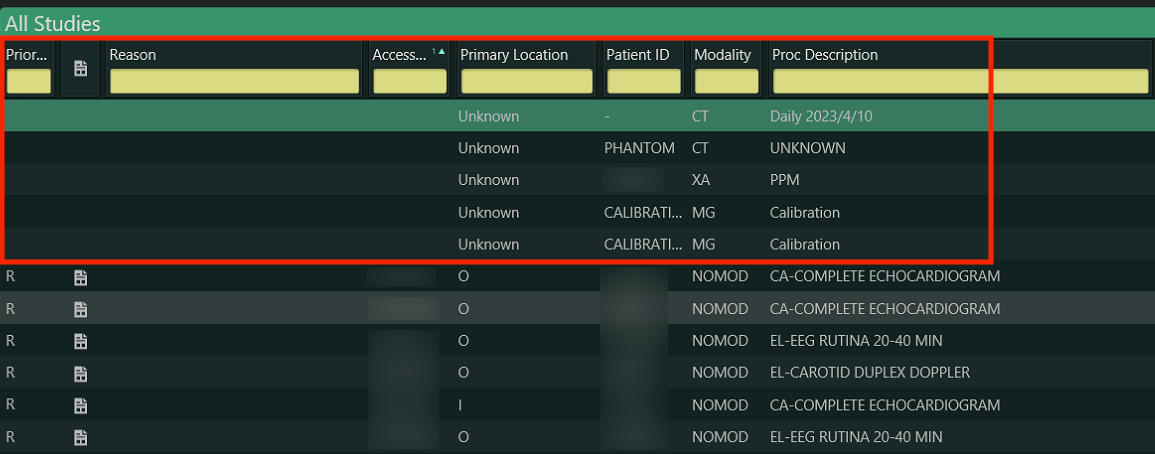 All Studies
Prior... Reason Access... 1 Primary Location Patient ID Modality Proc Description
Unknown - CT Daily 2023/4/10
Unknown PHANTOM CT UNKNOWN
Unknown XA PPM
Unknown CALIBRATI... MG Calibration
Unknown CALIBRATI... MG Calibration
R O NOMOD CA-COMPLETE ECHOCARDIOGRAM
R O NOMOD CA-COMPLETE ECHOCARDIOGRAM
R O NOMOD EL-EEG RUTINA 20-40 MIN
R O NOMOD EL-CAROTID DUPLEX DOPPLER
R I NOMOD CA-COMPLETE ECHOCARDIOGRAM
R O NOMOD EL-EEG RUTINA 20-40 MIN